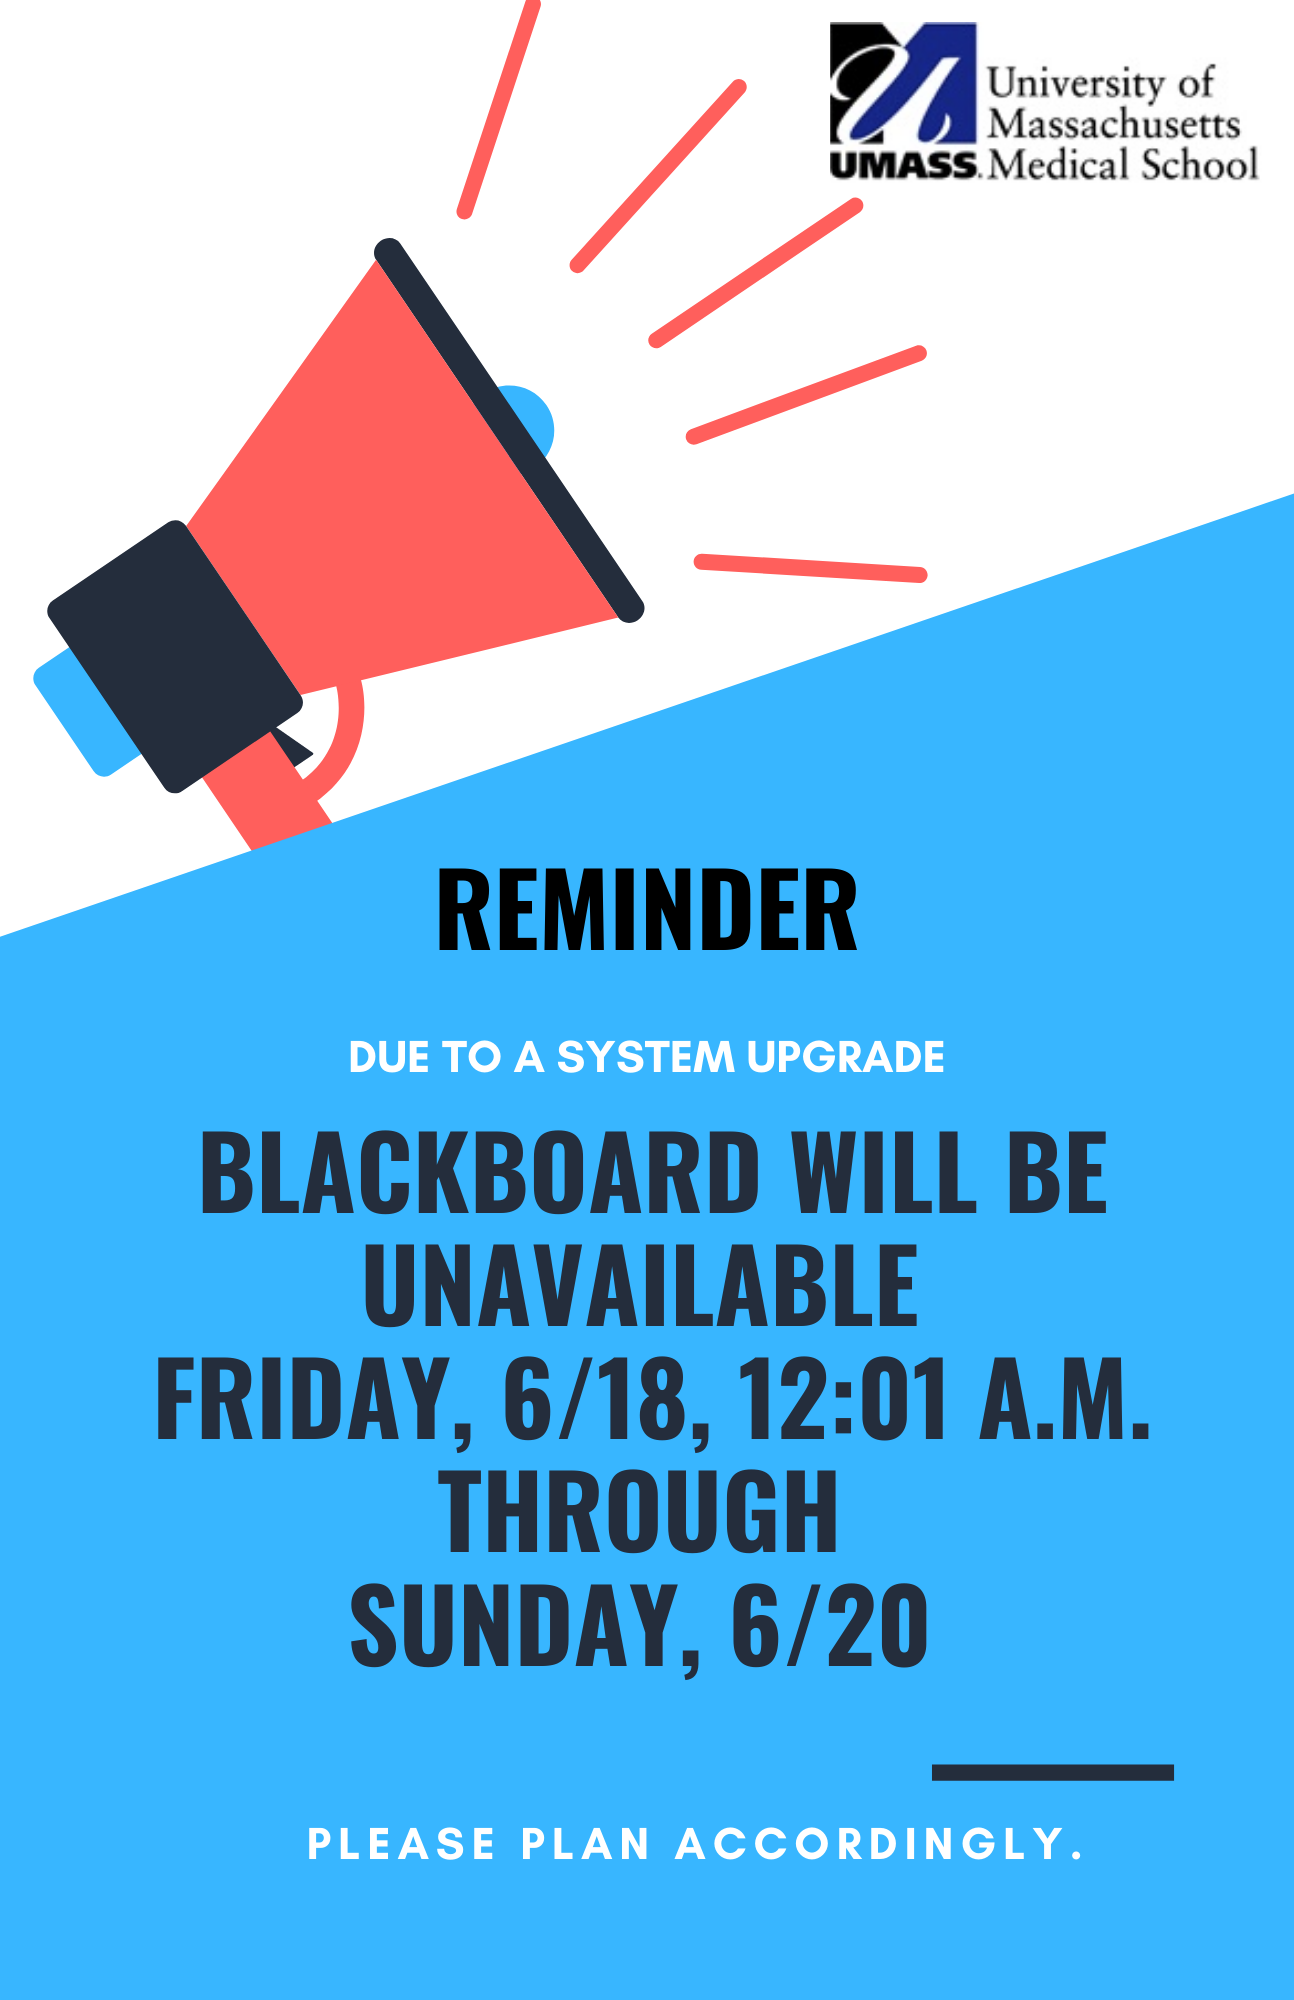 University of
Massachusetts
UMASS. Medical School
REMINDER
DUE TO A SYSTEM UPGRADE
BLACKBOARD WILL BE
UNAVAILABLE
FRIDAY, 6/18, 12:01 A.M.
THROUGH
SUNDAY, 6/20
PLEASE PLAN ACCORDINGLY.